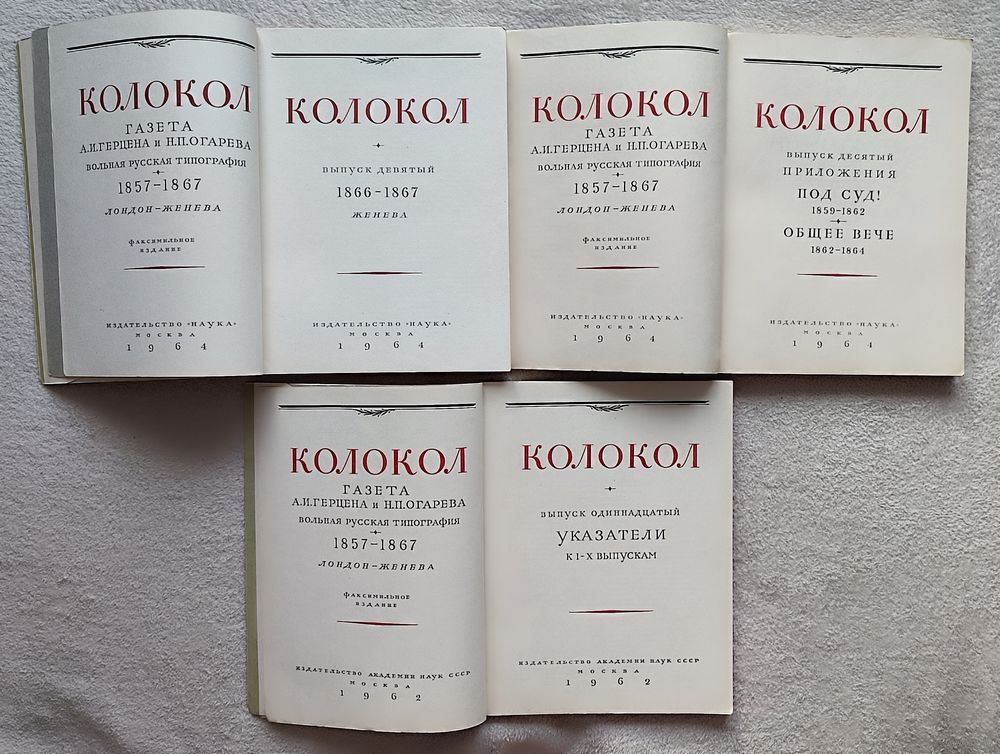 КОЛОКОЛ
ГАЗЕТА
А.И.ГЕРЦЕНА и Н.П.ОГАРЕВА
ВОЛЬНАЯ РУССКАЯ ТИПОГРАФИЯ
1857–1867
ЛОНДОН–ЖЕНЕВА
ФАКСИМИЛЬНОЕ
ИЗДАНИЕ
ИЗДАТЕЛЬСТВО «НАУКА»
МОСКВА
1964
КОЛОКОЛ
ВЫПУСК ДЕВЯТЫЙ
1866–1867
ЖЕНЕВА
ИЗДАТЕЛЬСТВО «НАУКА»
МОСКВА
1964
КОЛОКОЛ
ГАЗЕТА
А.И.ГЕРЦЕНА и Н.П.ОГАРЕВА
ВОЛЬНАЯ РУССКАЯ ТИПОГРАФИЯ
1857–1867
ЛОНДОН–ЖЕНЕВА
ФАКСИМИЛЬНОЕ
ИЗДАНИЕ
ИЗДАТЕЛЬСТВО «НАУКА»
МОСКВА
1964
КОЛОКОЛ
ВЫПУСК ДЕСЯТЫЙ
ПРИЛОЖЕНИЯ
ПОД СУД!
1859–1862
ОБЩЕЕ ВЕЧЕ
1862–1864
ИЗДАТЕЛЬСТВО «НАУКА»
МОСКВА
1964
КОЛОКОЛ
ГАЗЕТА
А.И.ГЕРЦЕНА и Н.П.ОГАРЕВА
ВОЛЬНАЯ РУССКАЯ ТИПОГРАФИЯ
1857–1867
ЛОНДОН–ЖЕНЕВА
ФАКСИМИЛЬНОЕ
ИЗДАНИЕ
ИЗДАТЕЛЬСТВО АКАДЕМИИ НАУК СССР
МОСКВА
1962
КОЛОКОЛ
ВЫПУСК ОДИННАДЦАТЫЙ
УКАЗАТЕЛИ
К I–X ВЫПУСКАМ
ИЗДАТЕЛЬСТВО АКАДЕМИИ НАУК СССР
МОСКВА
1962